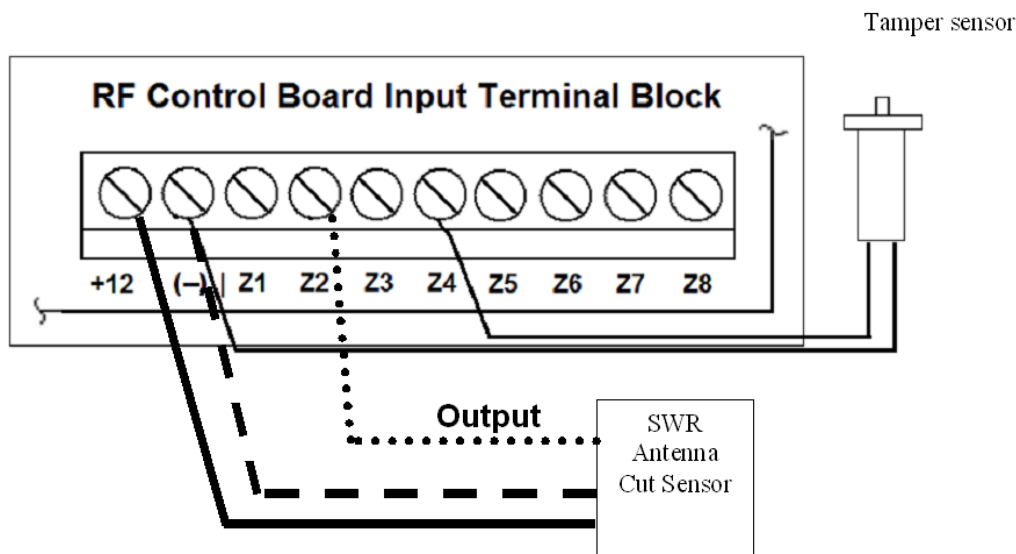 Tamper sensor
RF Control Board Input Terminal Block
+12 (–) | Z1 Z2 Z3 Z4 Z5 Z6 Z7 Z8
Output
SWR
Antenna
Cut Sensor